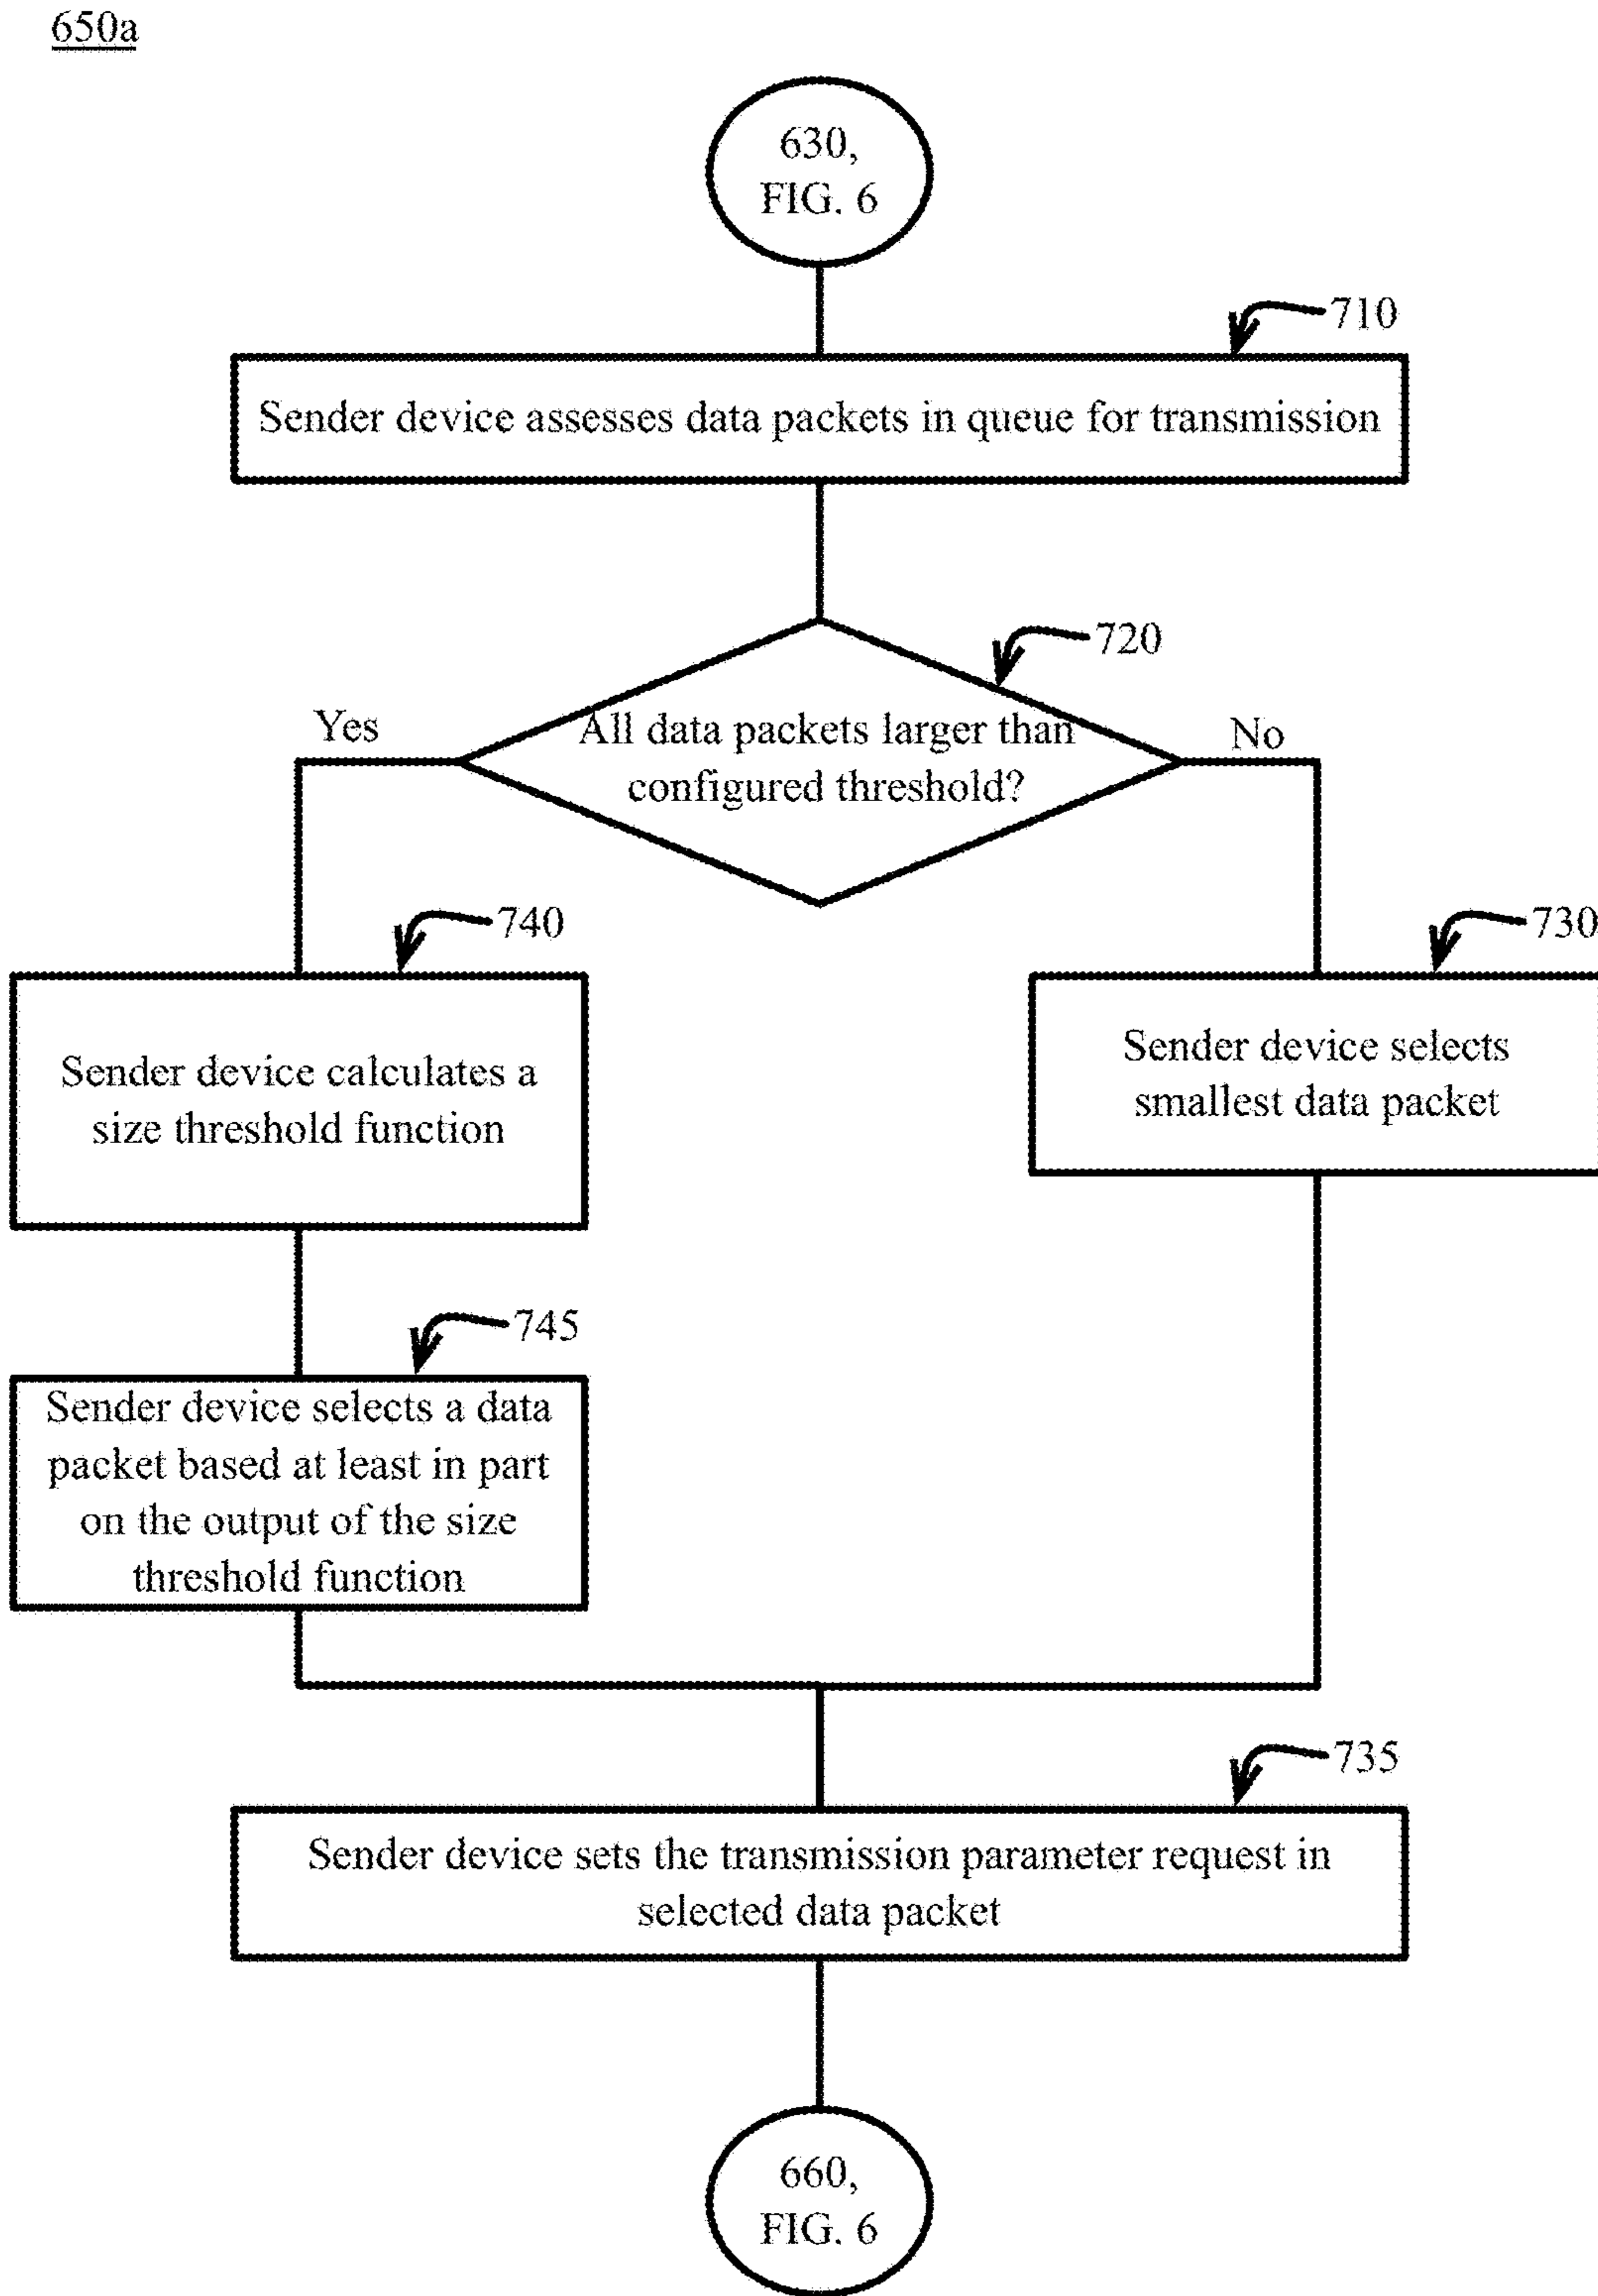 650a
630,
FIG. 6
710
Sender device assesses data packets in queue for transmission
720
Yes
All data packets larger than
configured threshold?
No
740
730
Sender device calculates a
size threshold function
Sender device selects
smallest data packet
745
Sender device selects a data
packet based at least in part
on the output of the size
threshold function
735
Sender device sets the transmission parameter request in
selected data packet
660,
FIG. 6